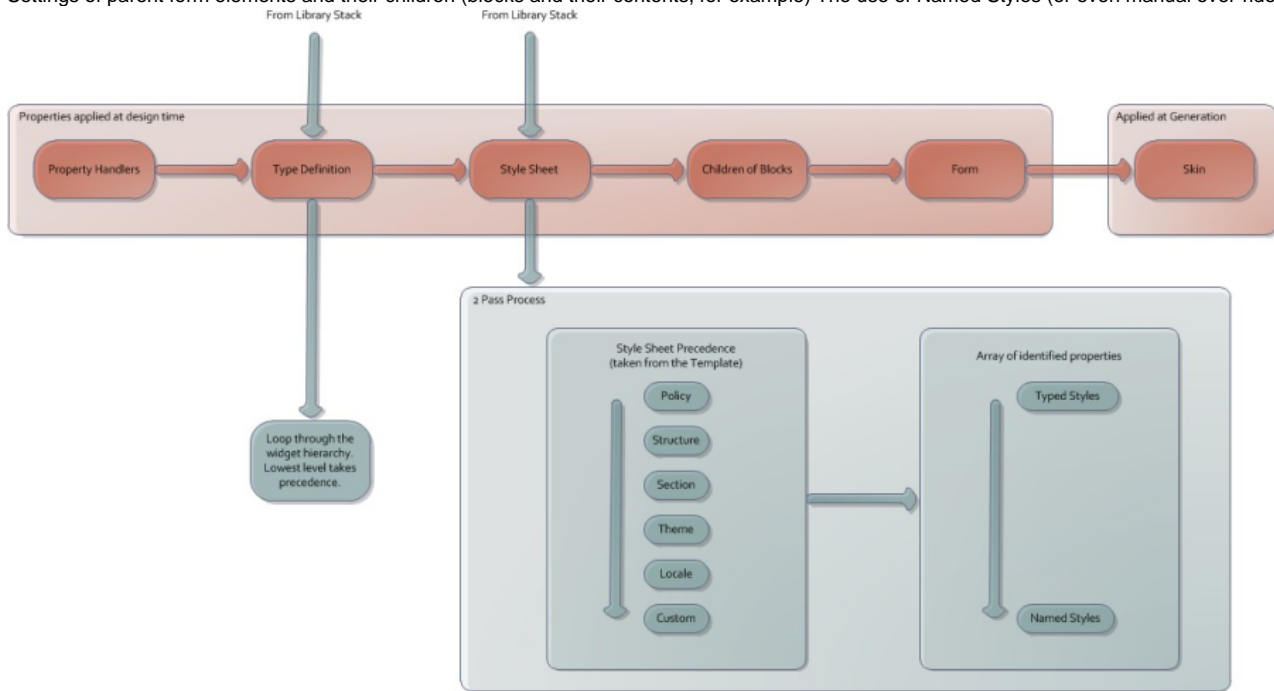 Settings of parent form elements and their children (blocks and their contents, for example) The use of Named Styles (or even manual over-ride
From Library Stack
From Library Stack
Properties applied at design time
Applied at Generation
Property Handlers
Type Definition
Style Sheet
Children of Blocks
Form
Skin
2 Pass Process
Style Sheet Precedence
(taken from the Template)
Policy
Structure
Section
Theme
Locale
Custom
Array of identified properties
Typed Styles
Named Styles
Loop through the
widget hierarchy.
Lowest level takes
precedence.